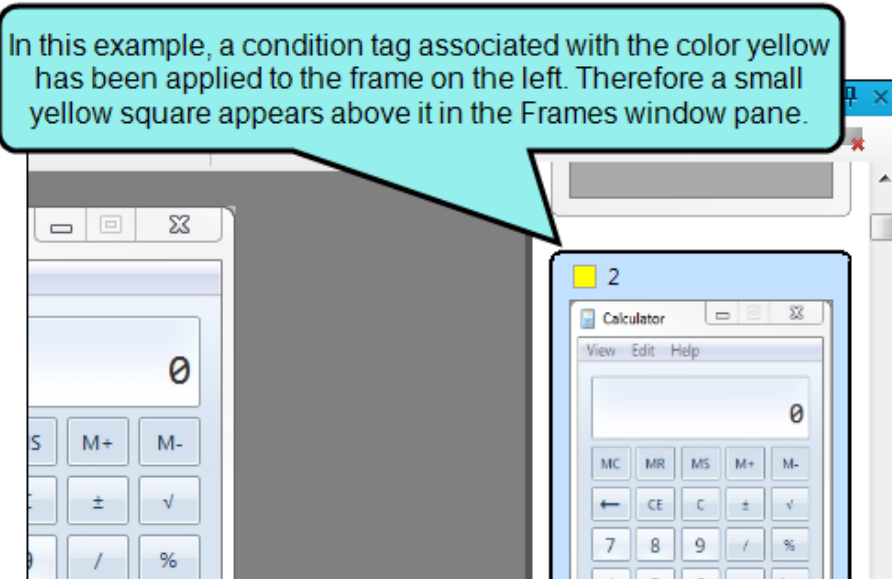 In this example, a condition tag associated with the color yellow
has been applied to the frame on the left. Therefore a small
yellow square appears above it in the Frames window pane.
2
Calculator
View Edit Help
0
0
S M+ M-
MC MR MS M+ M-
± √
← CE C ± √
/ %
7 8 9 / %